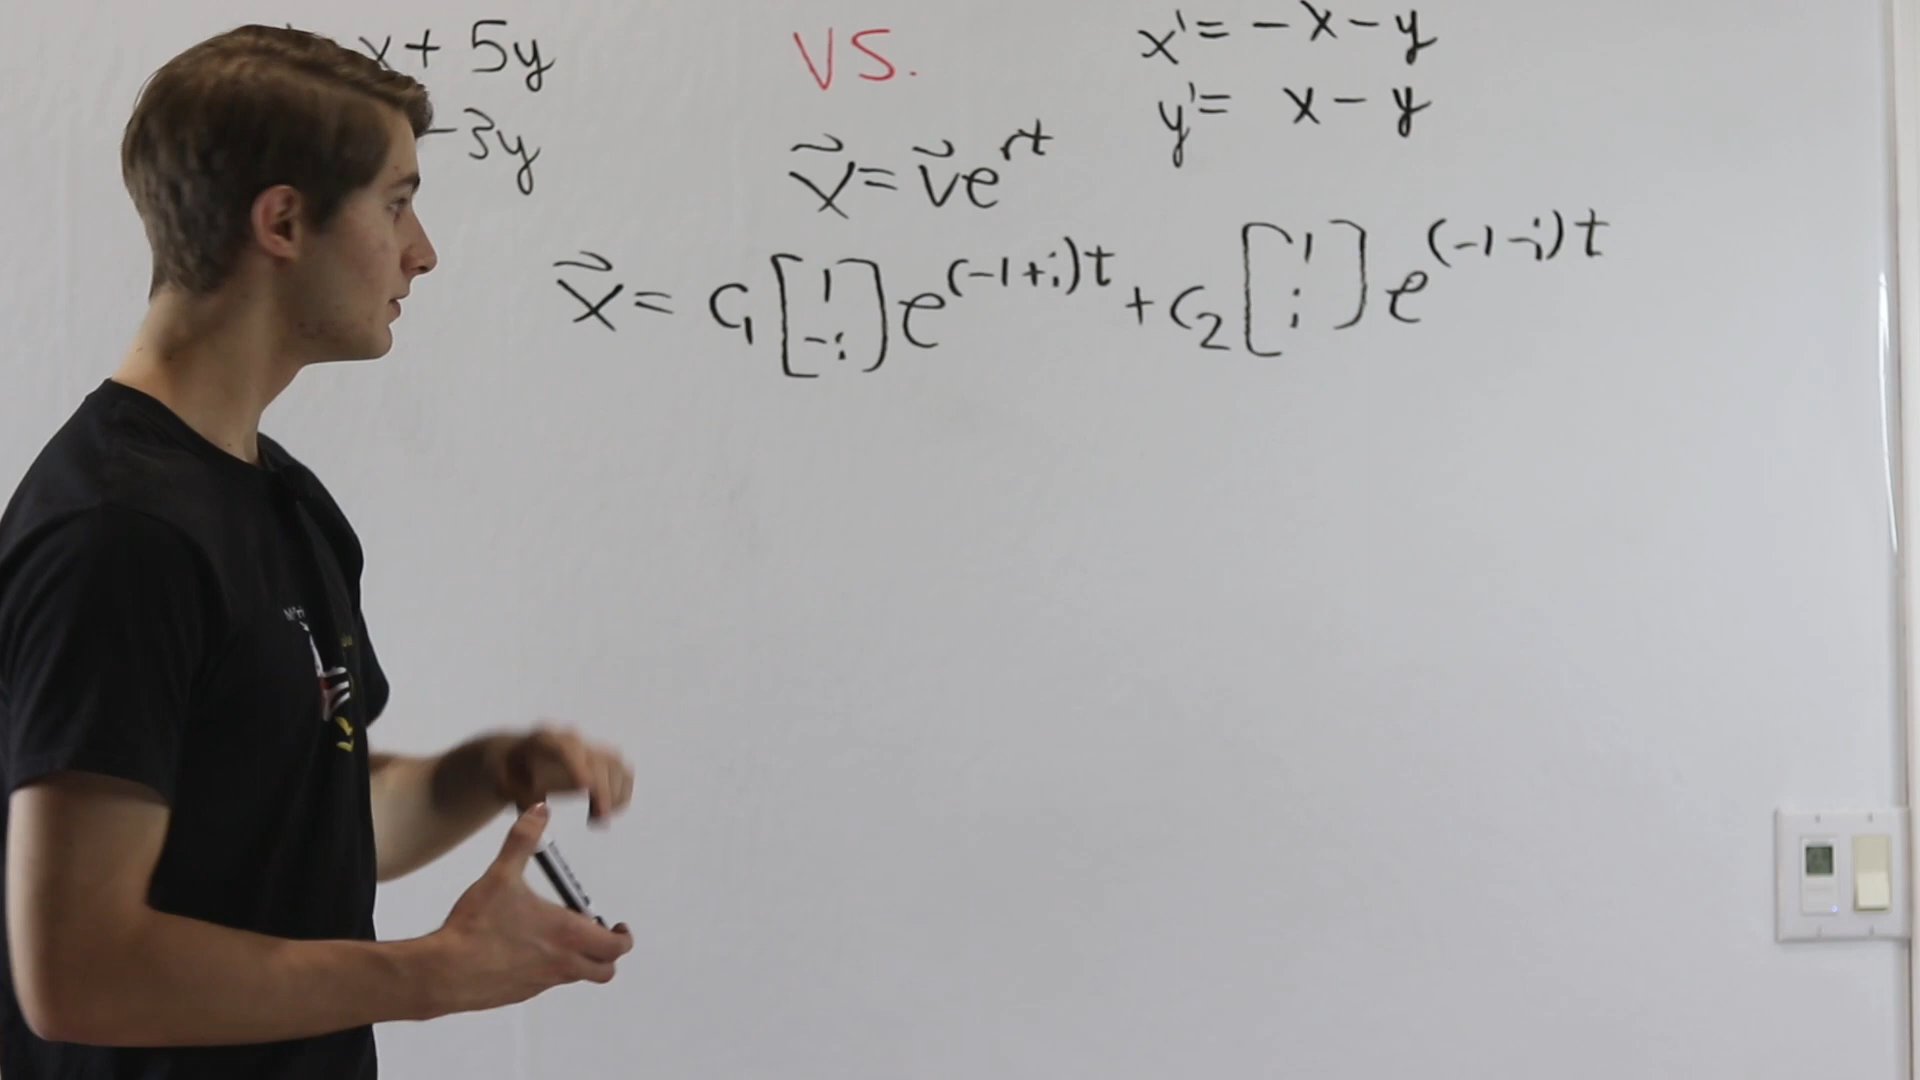 x + 5y
-3y
VS.
x' = -x - y
y' = x - y
x⃗ = v⃗e^rt
x⃗ = c₁[1 -i]e^(-1+i)t + c₂[1 i]e^(-1-i)t